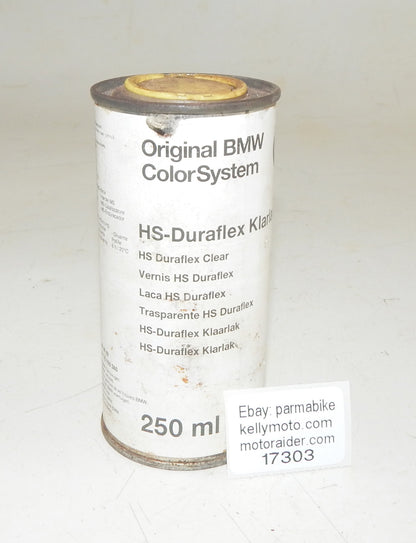 Original BMW
ColorSystem
HS-Duraflex Klarla
HS Duraflex Clear
Vernis HS Duraflex
Laca HS Duraflex
Trasparente HS Duraflex
HS-Duraflex Klaarlak
HS-Duraflex Klarlak
250 ml
Ebay: parmabike
kellymoto.com
motoraider.com
17303